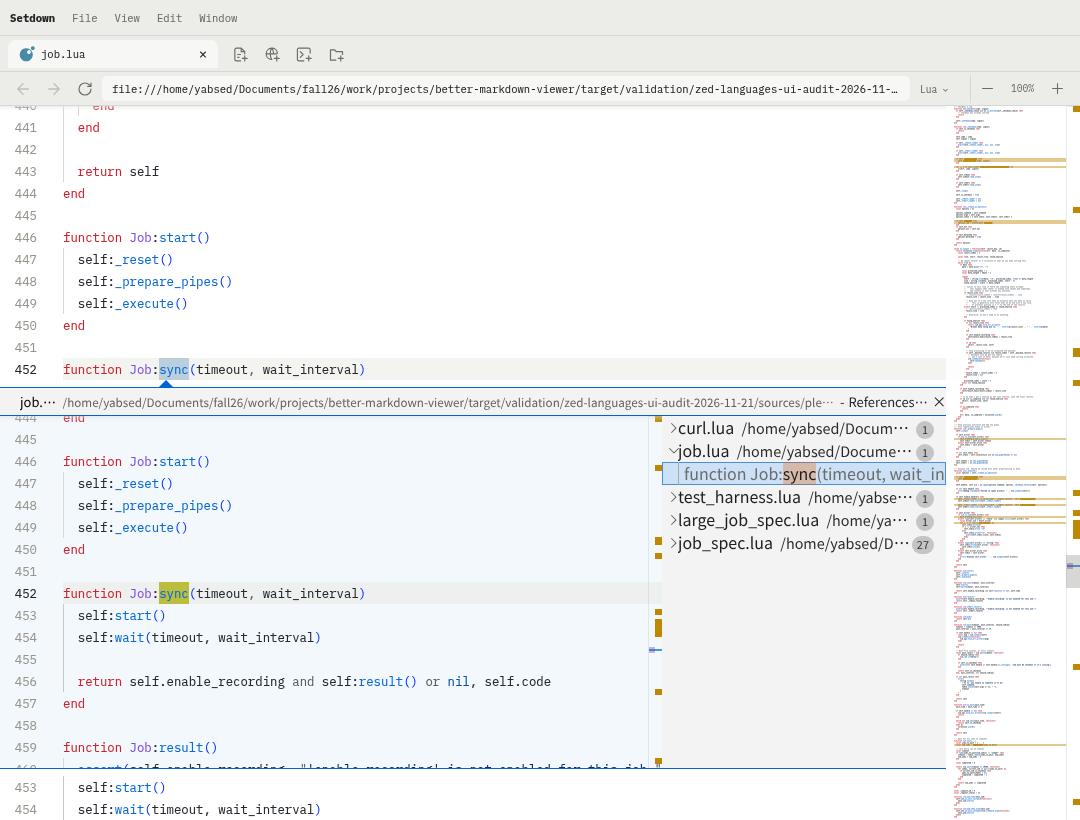 Setdown File View Edit Window
job.lua
file:///home/yabsed/Documents/fall26/work/projects/better-markdown-viewer/target/validation/zed-languages-ui-audit-2026-11-…
Lua
100%
440 end
441 end
442
443 return self
444 end
445
446 function Job:start()
447 self:_reset()
448 self:_prepare_pipes()
449 self:_execute()
450 end
451
452 function Job:sync(timeout, wait_interval)
job.… /home/yabsed/Documents/fall26/work/projects/better-markdown-viewer/target/validation/zed-languages-ui-audit-2026-11-21/sources/ple… - References…
444 end
445
446 function Job:start()
447 self:_reset()
448 self:_prepare_pipes()
449 self:_execute()
450 end
451
452 function Job:sync(timeout, wait_interval)
453 self:start()
454 self:wait(timeout, wait_interval)
455
456 return self.enable_recording and self:result() or nil, self.code
457 end
458
459 function Job:result()
curl.lua /home/yabsed/Docum… 1
job.lua /home/yabsed/Docume… 1
function Job:sync(timeout, wait_in
test_harness.lua /home/yabse… 1
large_job_spec.lua /home/ya… 1
job_spec.lua /home/yabsed/D… 27
453 self:start()
454 self:wait(timeout, wait_interval)